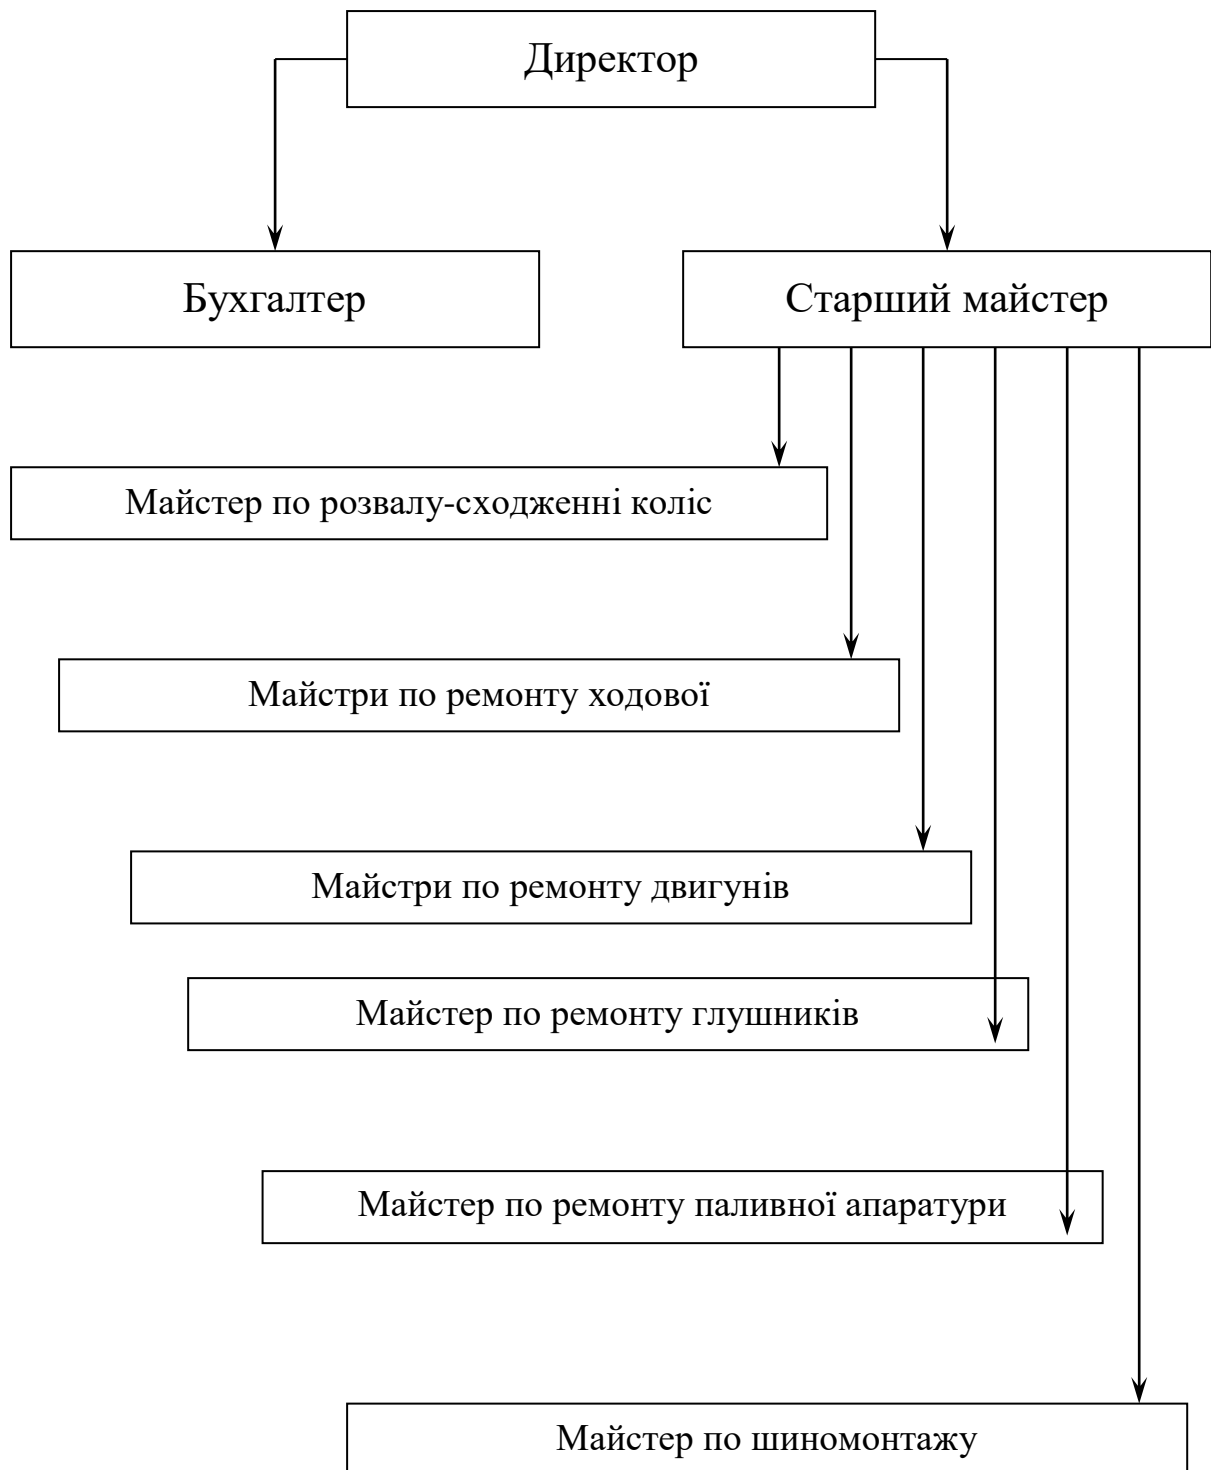 Директор
Бухгалтер
Старший майстер
Майстер по розвалу-сходженні коліс
Майстри по ремонту ходової
Майстри по ремонту двигунів
Майстер по ремонту глушників
Майстер по ремонту паливної апаратури
Майстер по шиномонтажу